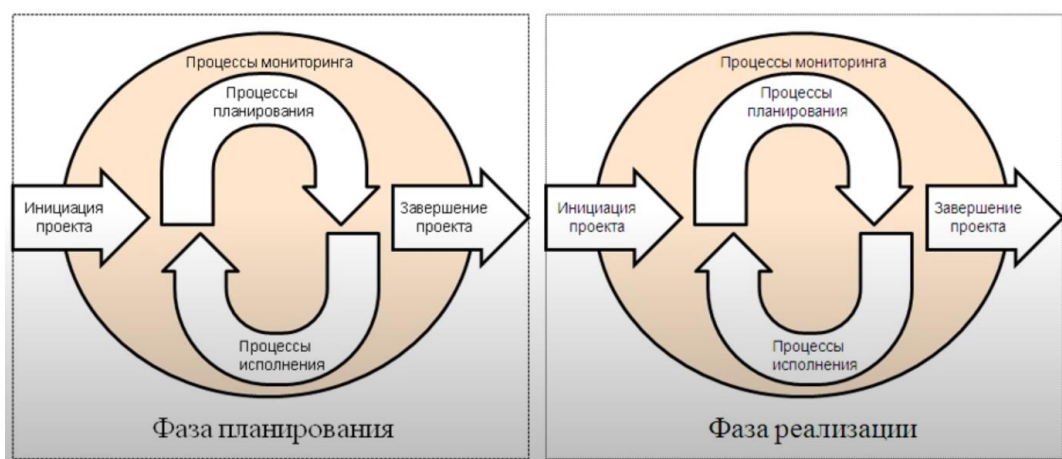 Процессы мониторинга
Процессы
планирования
Инициация
проекта
Завершение
проекта
Процессы
исполнения
Фаза планирования
Процессы мониторинга
Процессы
планирования
Инициация
проекта
Завершение
проекта
Процессы
исполнения
Фаза реализации